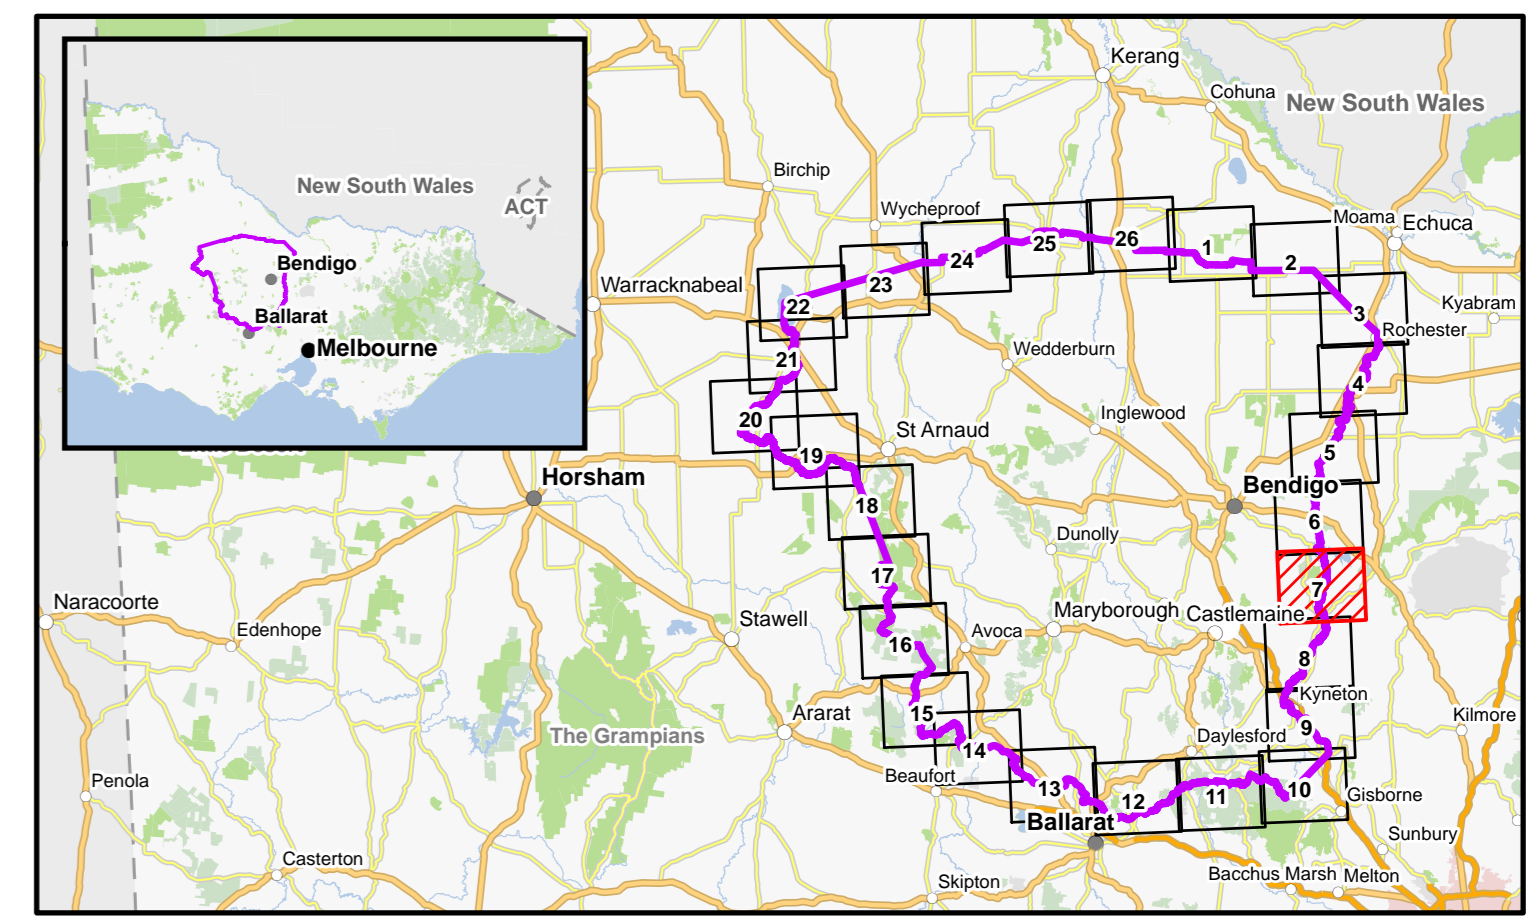 Kerang
Cohuna
New South Wales
New South Wales
ACT
Birchip
Wycheproof
Moama
Echuca
25
26
1
2
24
Bendigo
23
Warracknabeal
22
3
Kyabram
Ballarat
Rochester
Melbourne
Wedderburn
21
4
Inglewood
20
St Arnaud
19
5
Horsham
Bendigo
18
6
Dunolly
17
7
Naracoorte
Maryborough
Castlemaine
Edenhope
Stawell
Avoca
16
8
Kyneton
Ararat
15
Kilmore
The Grampians
9
Daylesford
14
Beaufort
Penola
13
12
11
10
Gisborne
Ballarat
Sunbury
Casterton
Skipton
Bacchus Marsh
Melton